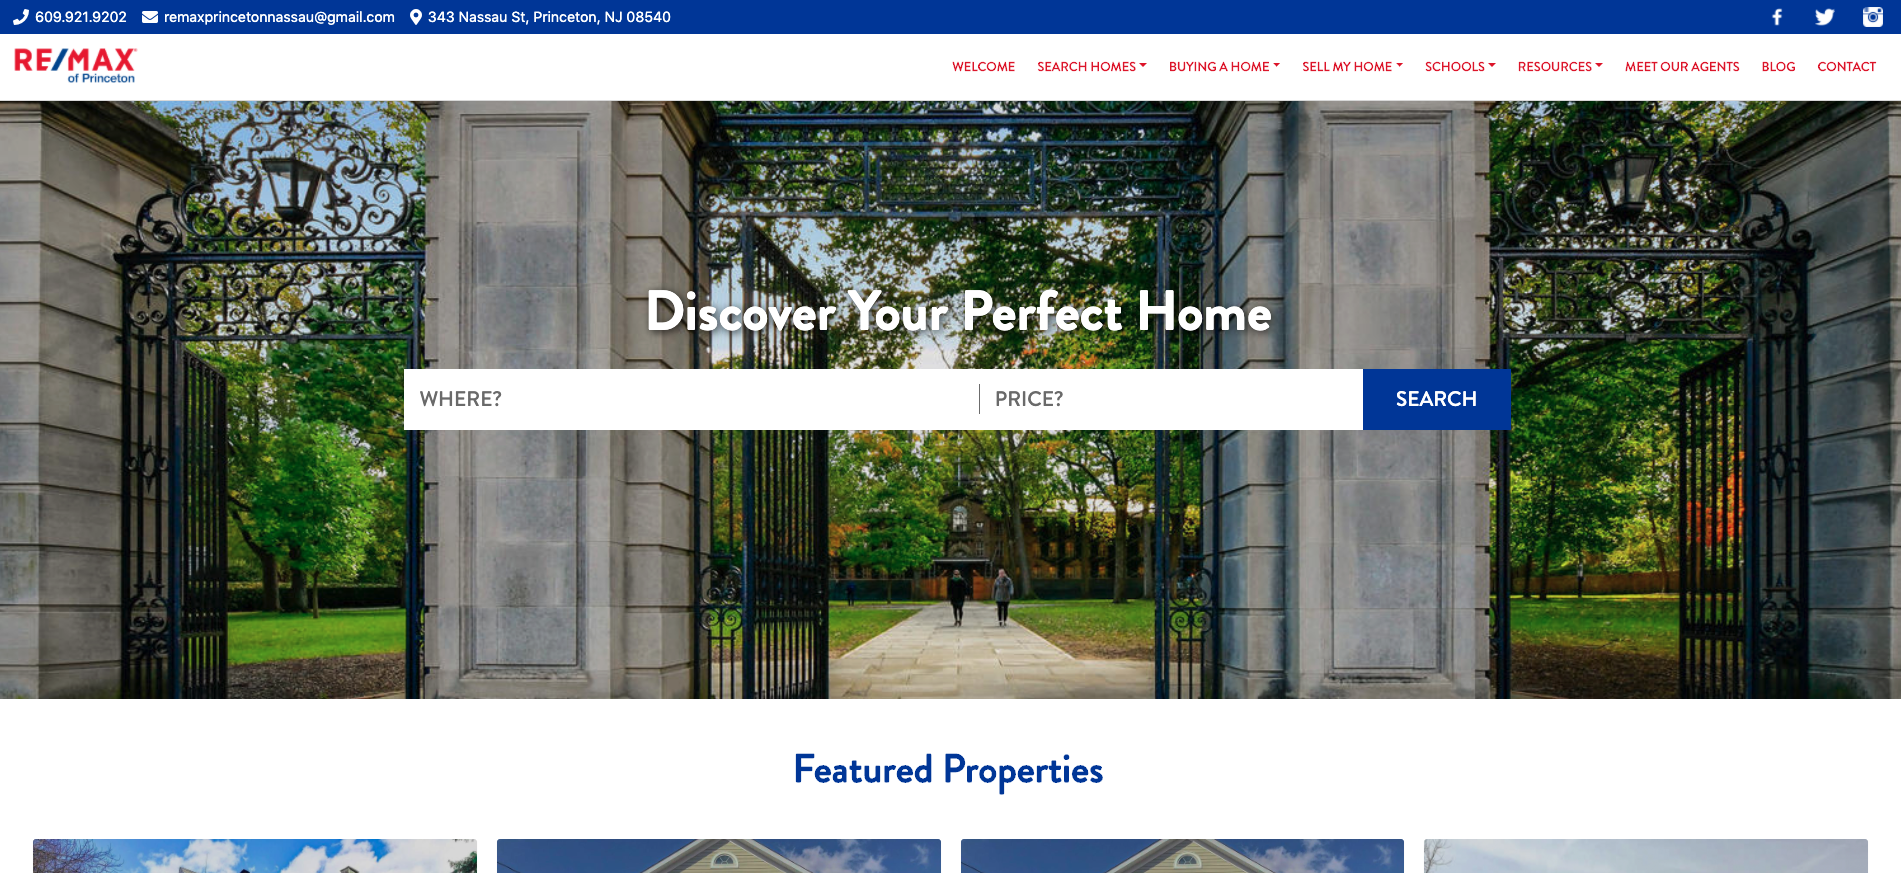 609.921.9202 remaxprincetonnassau@gmail.com 343 Nassau St, Princeton, NJ 08540
RE/MAX
of Princeton
WELCOME SEARCH HOMES BUYING A HOME SELL MY HOME SCHOOLS RESOURCES MEET OUR AGENTS BLOG CONTACT
Discover Your Perfect Home
WHERE? PRICE? SEARCH
Featured Properties